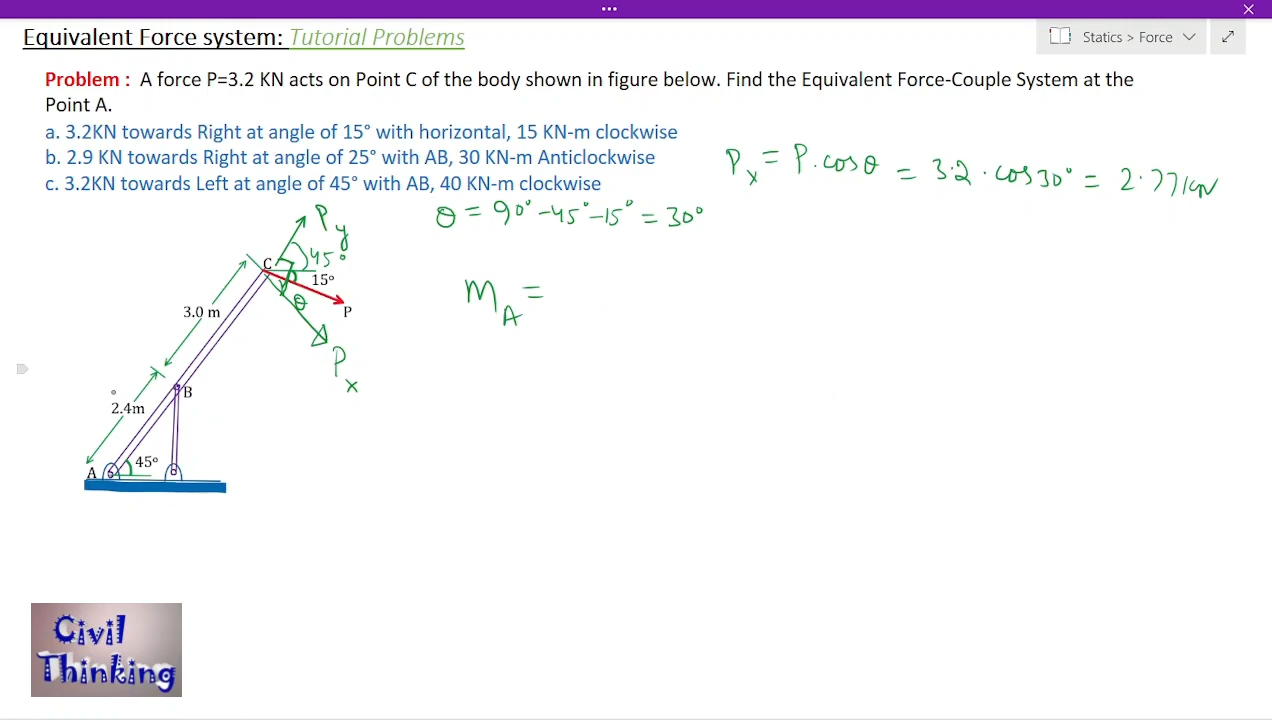 Equivalent Force system: Tutorial Problems
Statics > Force
Problem : A force P=3.2 KN acts on Point C of the body shown in figure below. Find the Equivalent Force-Couple System at the
Point A.
a. 3.2KN towards Right at angle of 15° with horizontal, 15 KN-m clockwise
b. 2.9 KN towards Right at angle of 25° with AB, 30 KN-m Anticlockwise
c. 3.2KN towards Left at angle of 45° with AB, 40 KN-m clockwise
Px = P.cosθ = 3.2 . cos30° = 2.77KN
θ = 90° -45° -15° = 30°
Py
45°
C
15°
θ
P
3.0 m
MA =
Px
B
2.4m
A
45°
Civil
Thinking